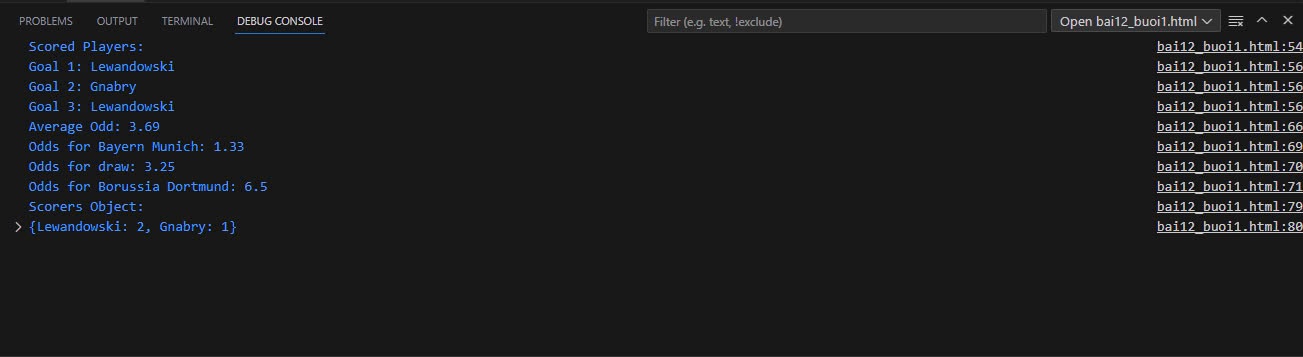 PROBLEMS OUTPUT TERMINAL DEBUG CONSOLE Filter (e.g. text, !exclude) Open bai12_buoi1.html
Scored Players: bai12_buoi1.html:54
Goal 1: Lewandowski bai12_buoi1.html:56
Goal 2: Gnabry bai12_buoi1.html:56
Goal 3: Lewandowski bai12_buoi1.html:56
Average Odd: 3.69 bai12_buoi1.html:66
Odds for Bayern Munich: 1.33 bai12_buoi1.html:69
Odds for draw: 3.25 bai12_buoi1.html:70
Odds for Borussia Dortmund: 6.5 bai12_buoi1.html:71
Scorers Object: bai12_buoi1.html:79
{Lewandowski: 2, Gnabry: 1} bai12_buoi1.html:80